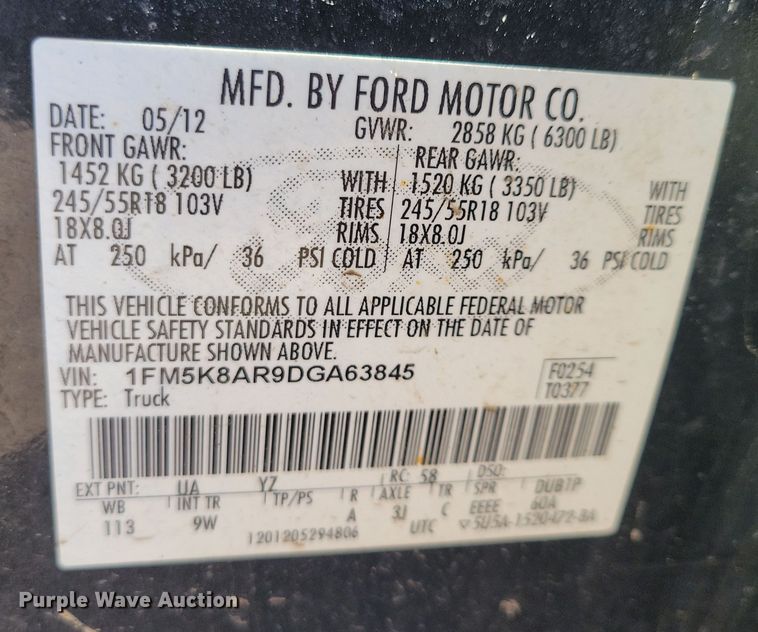 MFD. BY FORD MOTOR CO.
DATE: 05/12 GVWR: 2858 KG ( 6300 LB)
FRONT GAWR: REAR GAWR:
1452 KG ( 3200 LB) WITH 1520 KG ( 3350 LB) WITH
245/55R18 103V TIRES 245/55R18 103V TIRES
18X8.0J RIMS 18X8.0J RIMS
AT 250 kPa/ 36 PSI COLD AT 250 kPa/ 36 PSI COLD
THIS VEHICLE CONFORMS TO ALL APPLICABLE FEDERAL MOTOR
VEHICLE SAFETY STANDARDS IN EFFECT ON THE DATE OF
MANUFACTURE SHOWN ABOVE.
VIN: 1FM5K8AR9DGA63845 F0254
TYPE: Truck T0377
EXT PNT: UA YZ RC: 58 DSO:
WB INT TR TP/PS R AXLE TR SPR DUB1P
113 9W A 3J C EEEE 60A
1201205294806 UTC
Purple Wave Auction